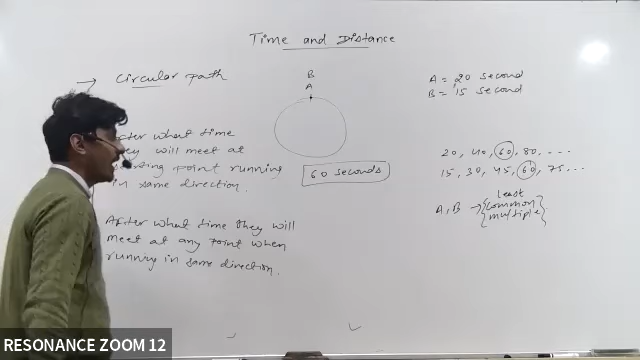 Time and Distance
→ Circular path
B
A
A = 20 second
B = 15 second
After what time
they will meet at
starting point running
in same direction.
60 seconds
20, 40, 60, 80, ....
15, 30, 45, 60, 75...
A, B → {least
common
multiple}.
After what time they will
meet at any point when
running in same direction.
RESONANCE ZOOM 12